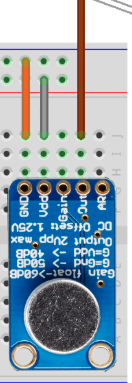 J
I
GND Vdd Gain Out AR
Gain float->60dB
G=Gnd -> 50dB
G=Vdd -> 40dB
Output 2Vpp max
DC Offset 1.25V